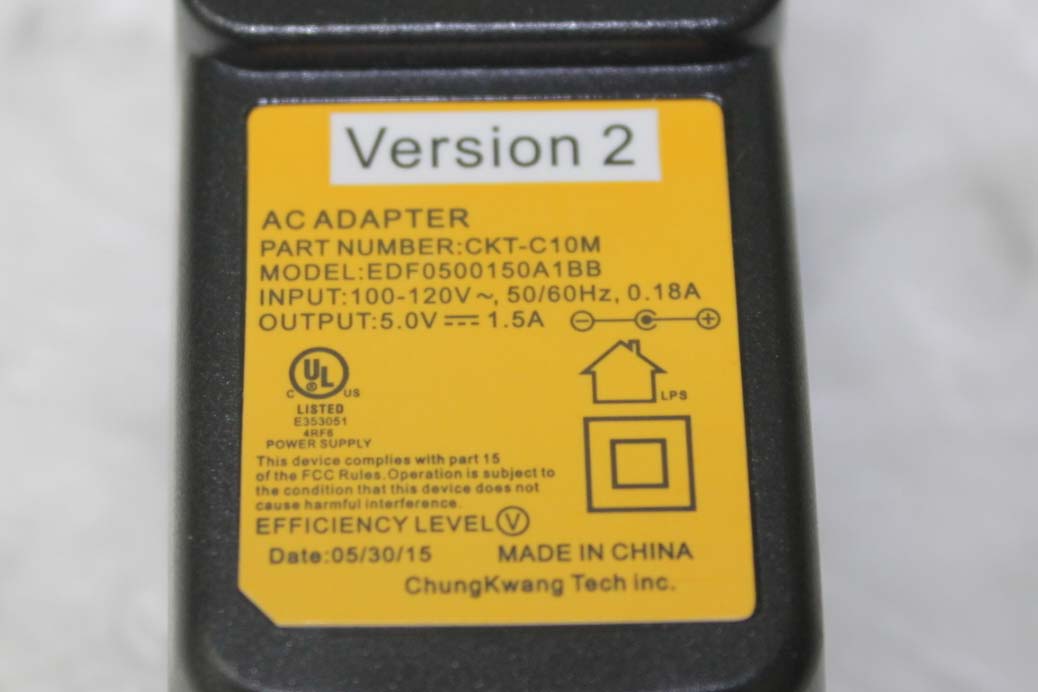 Version 2
AC ADAPTER
PART NUMBER:CKT-C10M
MODEL:EDF0500150A1BB
INPUT:100-120V~, 50/60Hz, 0.18A
OUTPUT:5.0V⎓1.5A
UL
®
C US
LISTED
E353051
4RF6
POWER SUPPLY
LPS
This device complies with part 15
of the FCC Rules.Operation is subject to
the condition that this device does not
cause harmful interference.
EFFICIENCY LEVEL Ⓥ
Date:05/30/15 MADE IN CHINA
ChungKwang Tech inc.